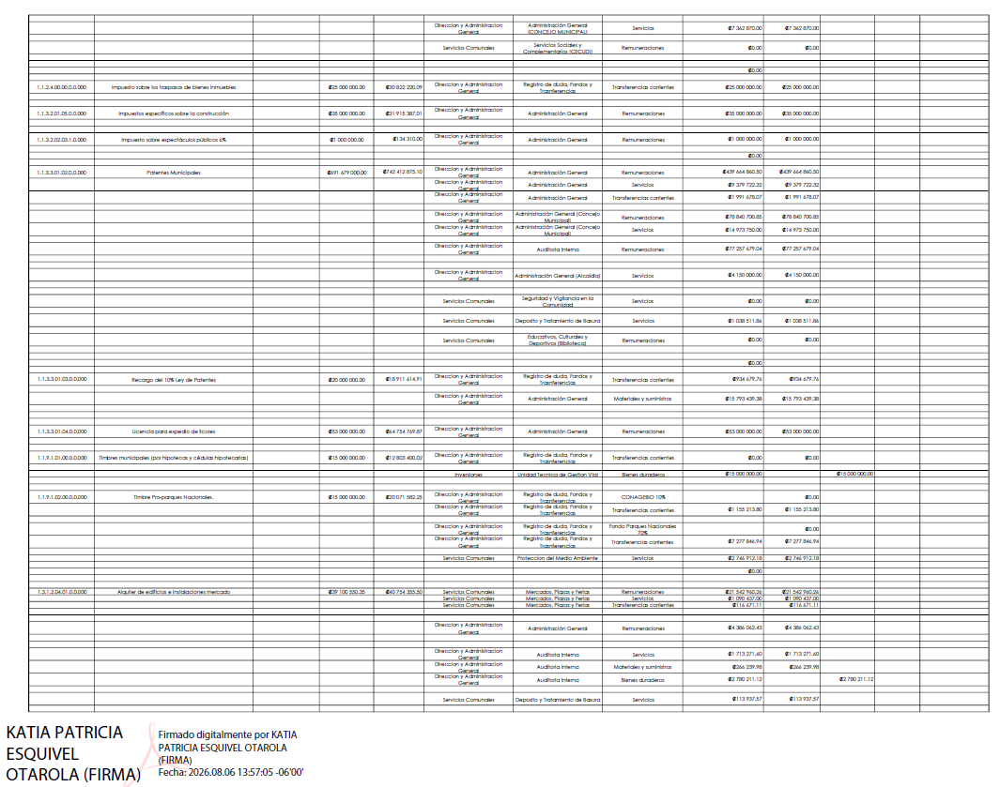 Direccion y Administracion General Administración General (CONCEJO MUNICIPAL) Servicios ₡7 362 870.00 ₡7 362 870.00
Servicios Comunales Servicios Sociales y Complementarios (CECUDI) Remuneraciones ₡0.00 ₡0.00
₡0.00
1.1.2.4.00.00.0.0.000 Impuesto sobre los traspasos de bienes inmuebles ₡25 000 000.00 ₡30 822 220.09 Direccion y Administracion General Registro de duda, Fondos y Trasnferencias Transferencias corrientes ₡25 000 000.00 ₡25 000 000.00
1.1.3.2.01.05.0.0.000 Impuestos específicos sobre la construcción ₡35 000 000.00 ₡31 915 387.01 Direccion y Administracion General Administración General Remuneraciones ₡35 000 000.00 ₡35 000 000.00
1.1.3.2.02.03.1.0.000 Impuesto sobre espectáculos públicos 6% ₡1 000 000.00 ₡134 310.00 Direccion y Administracion General Administración General Remuneraciones ₡1 000 000.00 ₡1 000 000.00
₡0.00
1.1.3.3.01.02.0.0.000 Patentes Municipales ₡691 679 000.00 ₡742 412 875.10 Direccion y Administracion General Administración General Remuneraciones ₡439 664 860.50 ₡439 664 860.50
Direccion y Administracion General Administración General Servicios ₡9 379 722.32 ₡9 379 722.32
Direccion y Administracion General Administración General Transferencias corrientes ₡1 991 678.07 ₡1 991 678.07
Direccion y Administracion General Administración General (Concejo Municipal) Remuneraciones ₡78 840 700.85 ₡78 840 700.85
Direccion y Administracion General Administración General (Concejo Municipal) Servicios ₡14 973 750.00 ₡14 973 750.00
Direccion y Administracion General Auditoria Interna Remuneraciones ₡77 257 679.04 ₡77 257 679.04
Direccion y Administracion General Administración General (Alcaldia) Servicios ₡4 150 000.00 ₡4 150 000.00
Servicios Comunales Seguridad y Vigilancia en la Comunidad Servicios ₡0.00 ₡0.00
Servicios Comunales Deposito y Tratamiento de Basura Servicios ₡1 038 511.86 ₡1 038 511.86
Servicios Comunales Educativos, Culturales y Deportivos (Biblioteca) Remuneraciones ₡0.00 ₡0.00
₡0.00
1.1.3.3.01.03.0.0.000 Recargo del 10% Ley de Patentes ₡20 000 000.00 ₡18 911 614.91 Direccion y Administracion General Registro de duda, Fondos y Trasnferencias Transferencias corrientes ₡934 679.76 ₡934 679.76
Direccion y Administracion General Administración General Materiales y suministros ₡15 793 439.38 ₡15 793 439.38
1.1.3.3.01.04.0.0.000 Licencia para expedio de licores ₡53 000 000.00 ₡64 754 769.87 Direccion y Administracion General Administración General Remuneraciones ₡53 000 000.00 ₡53 000 000.00
1.1.9.1.01.00.0.0.000 Timbres municipales (por hipotecas y cédulas hipotecarias) ₡15 000 000.00 ₡12 803 400.02 Direccion y Administracion General Registro de duda, Fondos y Trasnferencias Transferencias corrientes ₡0.00 ₡0.00
Inversiones Unidad Tecnica de Gestion Vial Bienes duraderos ₡15 000 000.00 ₡15 000 000.00
1.1.9.1.02.00.0.0.000 Timbre Pro-parques Nacionales. ₡15 000 000.00 ₡20 071 582.25 Direccion y Administracion General Registro de duda, Fondos y Trasnferencias CONAGEBIO 10% ₡0.00
Direccion y Administracion General Registro de duda, Fondos y Trasnferencias Transferencias corrientes ₡1 155 213.80 ₡1 155 213.80
Direccion y Administracion General Registro de duda, Fondos y Trasnferencias Fondo Parques Nacionales 70% ₡0.00
Direccion y Administracion General Registro de duda, Fondos y Trasnferencias Transferencias corrientes ₡7 277 846.94 ₡7 277 846.94
Servicios Comunales Proteccion del Medio Ambiente Servicios ₡2 746 912.18 ₡2 746 912.18
₡0.00
1.3.1.2.04.01.0.0.000 Alquiler de edificios e instalaciones mercado ₡39 100 550.35 ₡40 754 355.50 Servicios Comunales Mercados, Plazas y Ferias Remuneraciones ₡21 542 960.26 ₡21 542 960.26
Servicios Comunales Mercados, Plazas y Ferias Servicios ₡1 090 437.00 ₡1 090 437.00
Servicios Comunales Mercados, Plazas y Ferias Transferencias corrientes ₡116 671.11 ₡116 671.11
Direccion y Administracion General Administración General Remuneraciones ₡4 386 062.43 ₡4 386 062.43
Direccion y Administracion General Auditoria Interna Servicios ₡1 713 271.60 ₡1 713 271.60
Direccion y Administracion General Auditoria Interna Materiales y suministros ₡266 239.98 ₡266 239.98
Direccion y Administracion General Auditoria Interna Bienes duraderos ₡2 780 211.12 ₡2 780 211.12
Servicios Comunales Deposito y Tratamiento de Basura Servicios ₡113 937.57 ₡113 937.57
KATIA PATRICIA
ESQUIVEL
OTAROLA (FIRMA)
Firmado digitalmente por KATIA
PATRICIA ESQUIVEL OTAROLA
(FIRMA)
Fecha: 2026.08.06 13:57:05 -06'00'